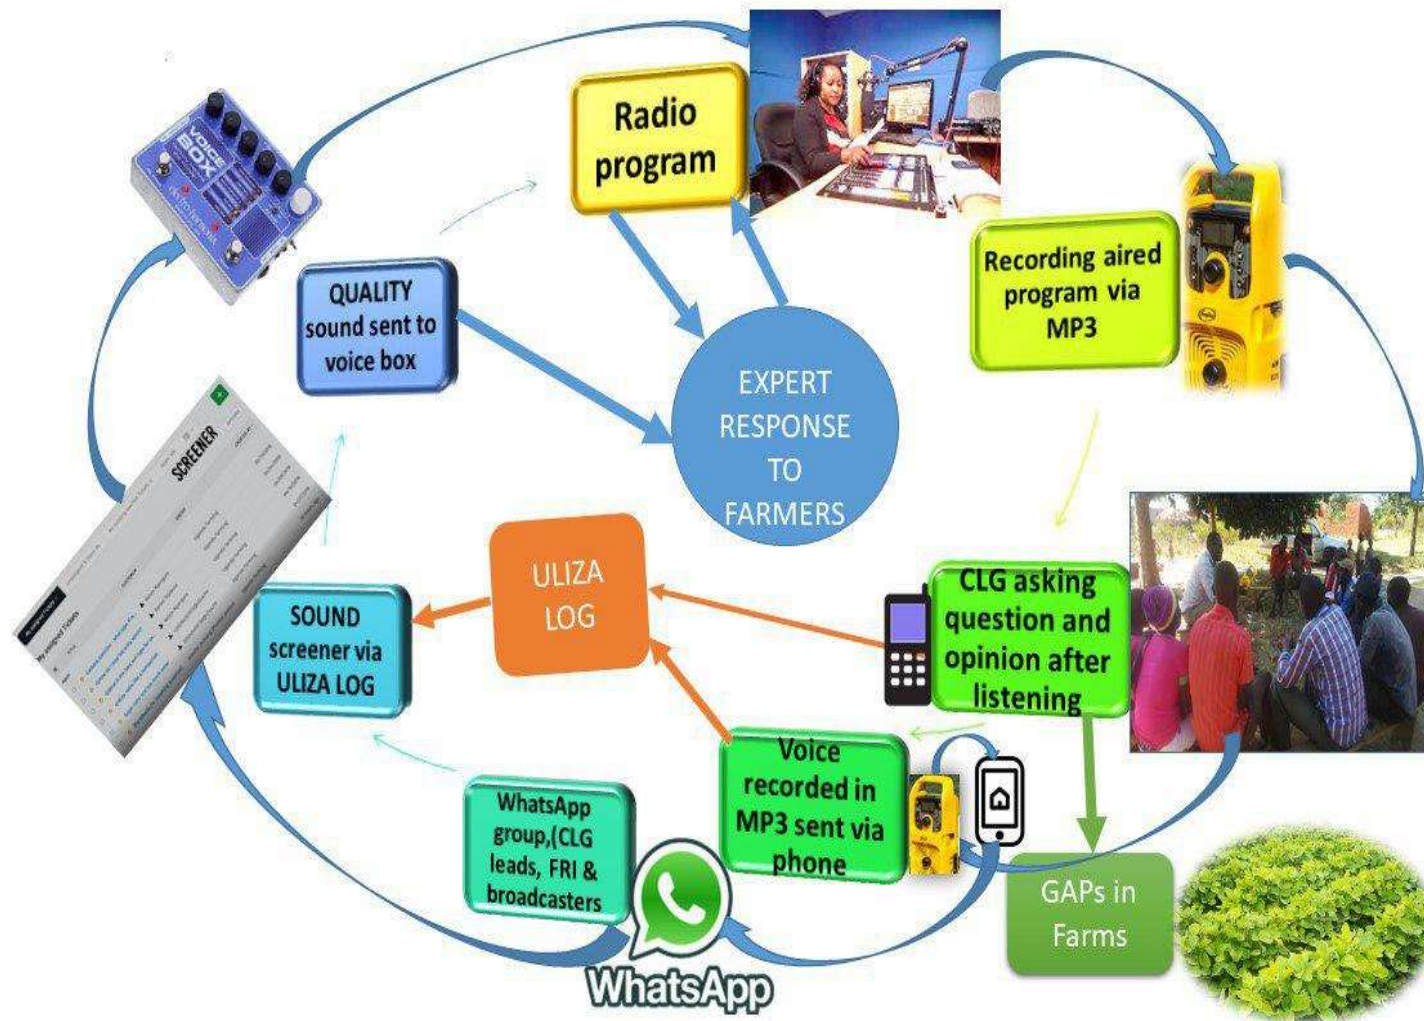 Radio
program
VOICE
BOX
electro-harmonix
Recording aired
program via
MP3
QUALITY
sound sent to
voice box
EXPERT
RESPONSE
TO
FARMERS
SCREENER
ULIZA
LOG
CLG asking
question and
opinion after
listening
SOUND
screener via
ULIZA LOG
Voice
recorded in
MP3 sent via
phone
WhatsApp
group,(CLG
leads, FRI &
broadcasters
GAPs in
Farms
WhatsApp